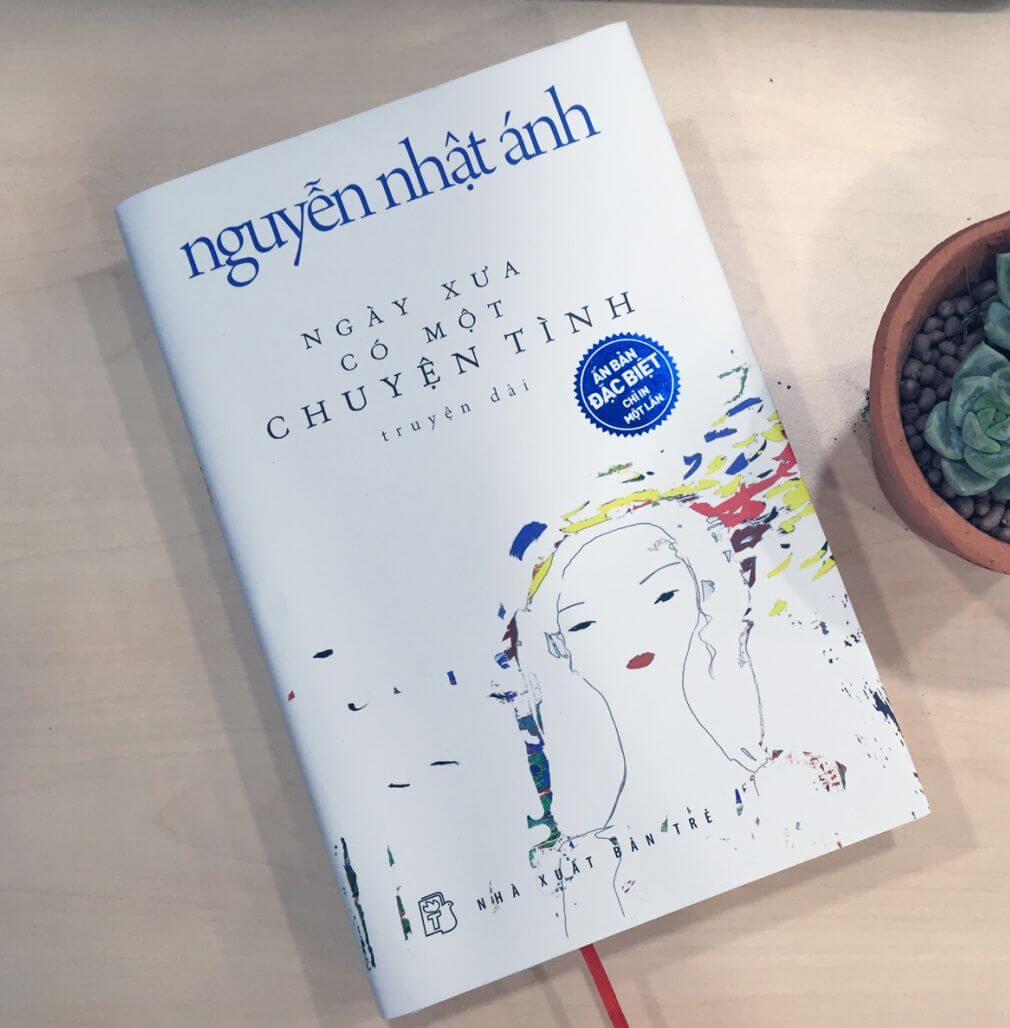 nguyễn nhật ánh
NGÀY XƯA
CÓ MỘT
CHUYỆN TÌNH
truyện dài
ẤN BẢN
ĐẶC BIỆT
CHỈ IN
MỘT LẦN
NHÀ XUẤT BẢN TRẺ